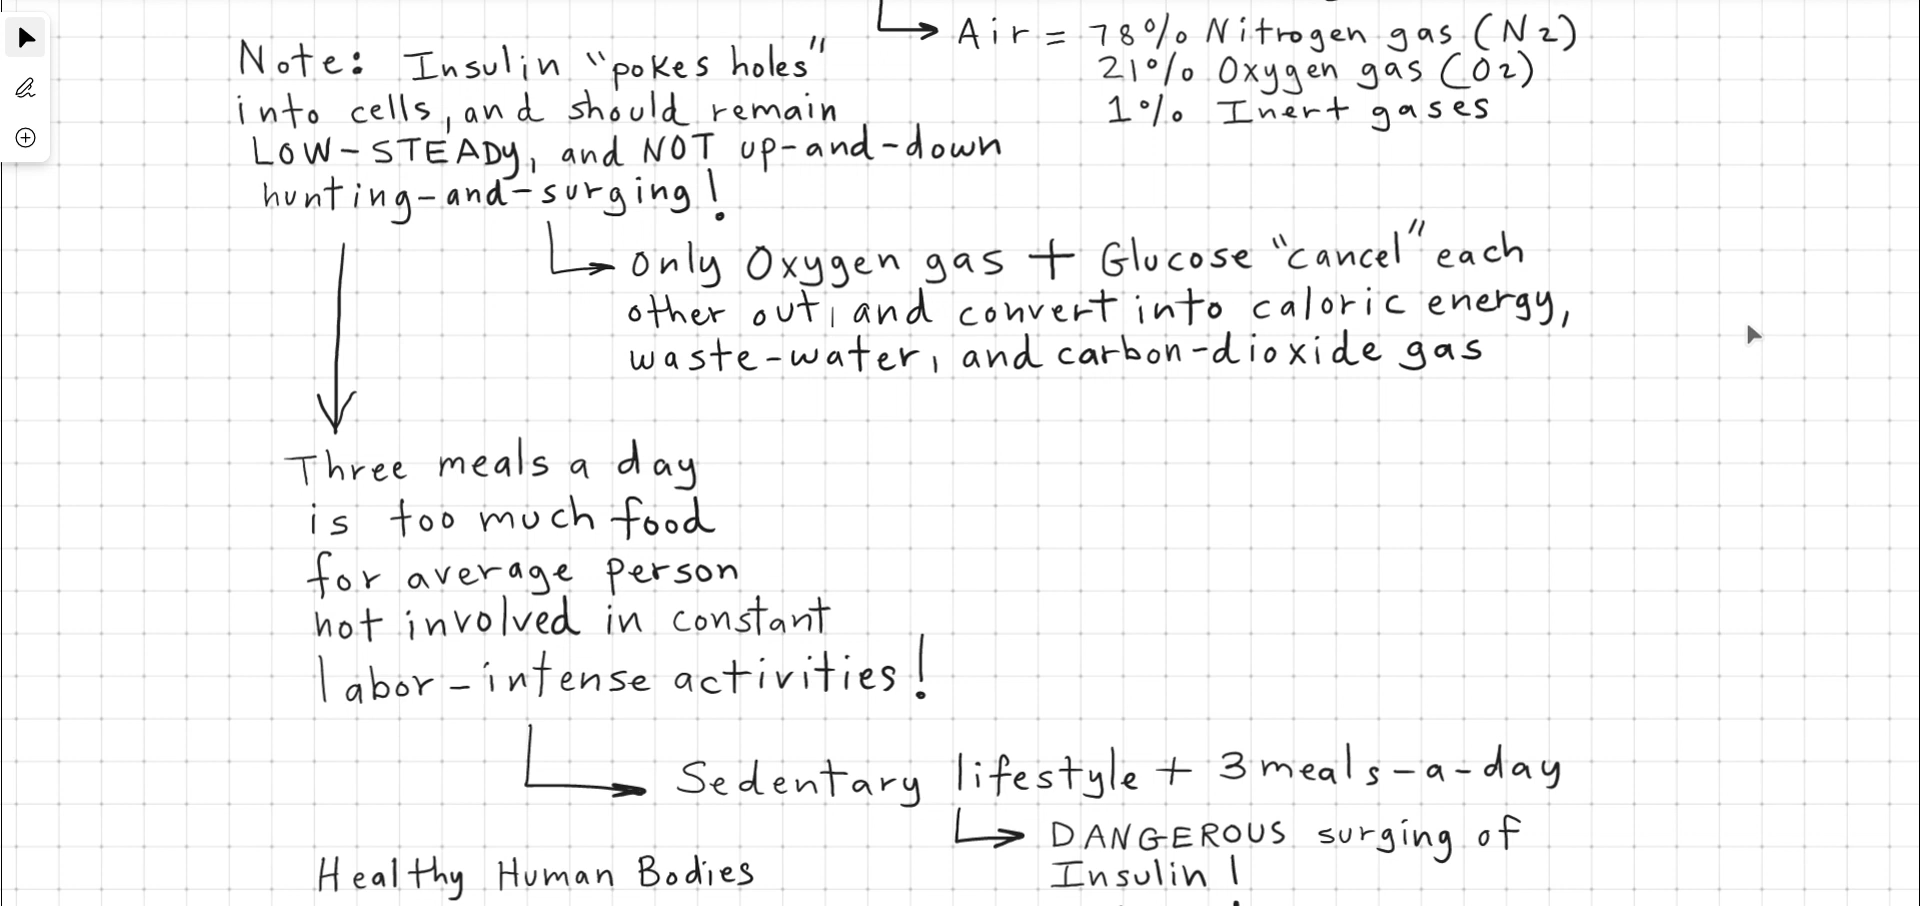 Air = 78% Nitrogen gas (N2)
21% Oxygen gas (O2)
1% Inert gases
Note: Insulin "pokes holes"
into cells, and should remain
LOW-STEADY, and NOT up-and-down
hunting-and-surging!
only Oxygen gas + Glucose "cancel" each
other out, and convert into caloric energy,
waste-water, and carbon-dioxide gas
Three meals a day
is too much food
for average person
not involved in constant
labor-intense activities!
Sedentary lifestyle + 3 meals-a-day
DANGEROUS surging of
Insulin!
Healthy Human Bodies